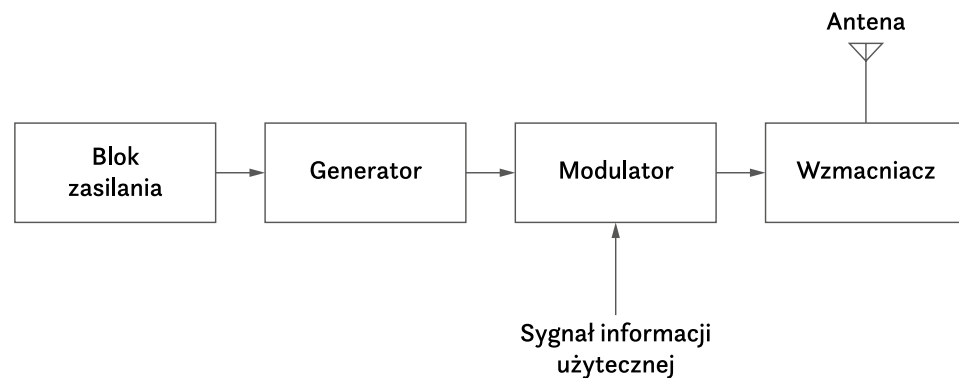 Antena
Blok
zasilania
Generator
Modulator
Wzmacniacz
Sygnał informacji
użytecznej